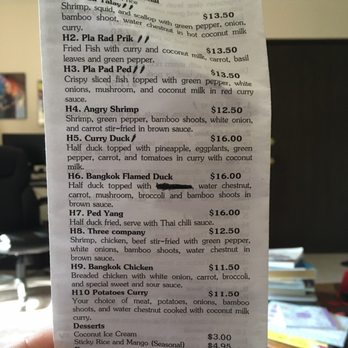 Talay
Shrimp, squid, and scallop with green pepper, onion, $13.50
bamboo shoot, water chestnut in hot coconut milk
curry.
H2. Pla Rad Prik $13.50
Fried Fish with curry and coconut milk, carrot, basil
leaves and green pepper.
H3. Pla Pad Ped $13.50
Crispy sliced fish topped with green pepper, white
onions, mushroom, and coconut milk in red curry
sauce.
H4. Angry Shrimp $12.50
Shrimp, green pepper, bamboo shoots, white onion,
and carrot stir-fried in brown sauce.
H5. Curry Duck $16.00
Half duck topped with pineapple, eggplants, green
pepper, carrot, and tomatoes in curry with coconut
milk.
H6. Bangkok Flamed Duck $16.00
Half duck topped with water chestnut,
carrot, mushroom, broccoli and bamboo shoots in
brown sauce.
H7. Ped Yang $16.00
Half duck fried, serve with Thai chili sauce.
H8. Three company $12.50
Shrimp, chicken, beef stir-fried with green pepper,
white onions, bamboo shoots, water chestnut in
brown sauce.
H9. Bangkok Chicken $11.50
Breaded chicken with white onion, carrot, broccoli,
and special sweet and sour sauce.
H10 Potatoes Curry $11.50
Your choice of meat, potatoes, onions, bamboo
shoots, and water chestnut cooked with coconut milk
curry.
Desserts
Coconut Ice Cream $3.00
Sticky Rice and Mango (Seasonal) $4.95